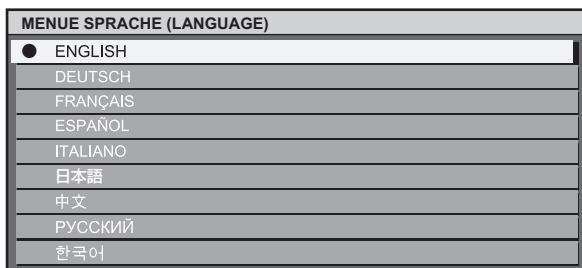 MENUE SPRACHE (LANGUAGE)
ENGLISH
DEUTSCH
FRANÇAIS
ESPAÑOL
ITALIANO
日本語
中文
РУССКИЙ
한국어